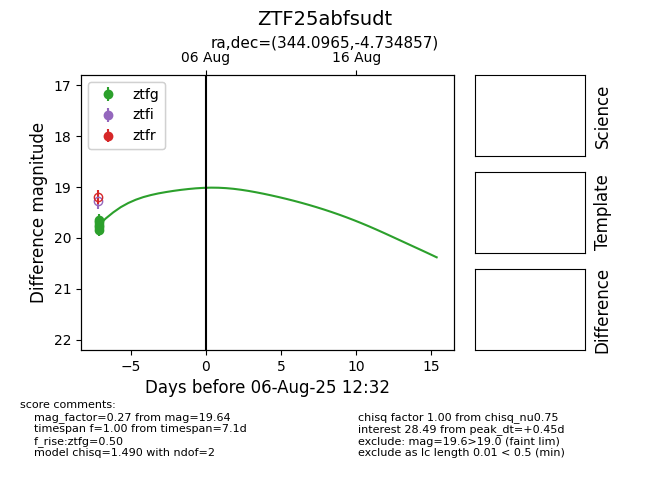 ZTF25abfsudt
ra,dec=(344.0965,-4.734857)
06 Aug
16 Aug
17
18
19
20
21
22
Difference magnitude
ztfg
ztfi
ztfr
−5
0
5
10
15
Days before 06-Aug-25 12:32
Science
Template
Difference
score comments:
mag_factor=0.27 from mag=19.64
timespan f=1.00 from timespan=7.1d
f_rise:ztfg=0.50
model chisq=1.490 with ndof=2
chisq factor 1.00 from chisq_nu0.75
interest 28.49 from peak_dt=+0.45d
exclude: mag=19.6>19.0 (faint lim)
exclude as lc length 0.01 < 0.5 (min)